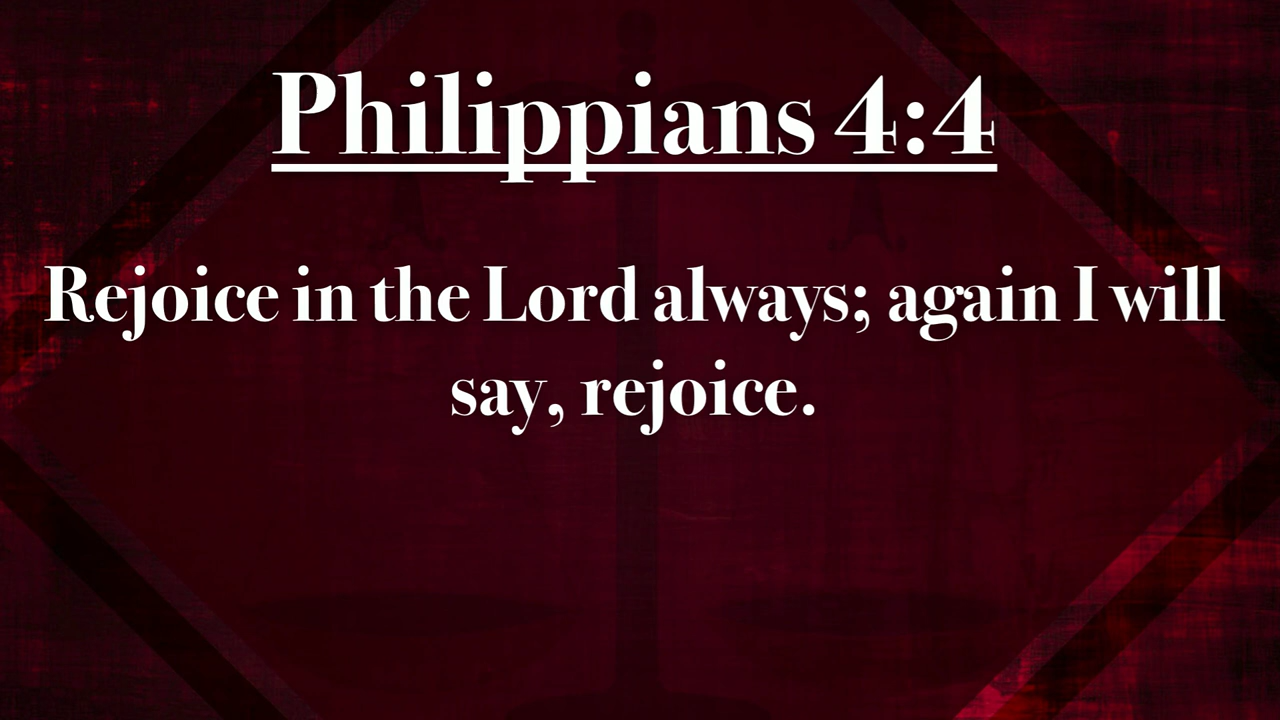 Philippians 4:4
Rejoice in the Lord always; again I will
say, rejoice.